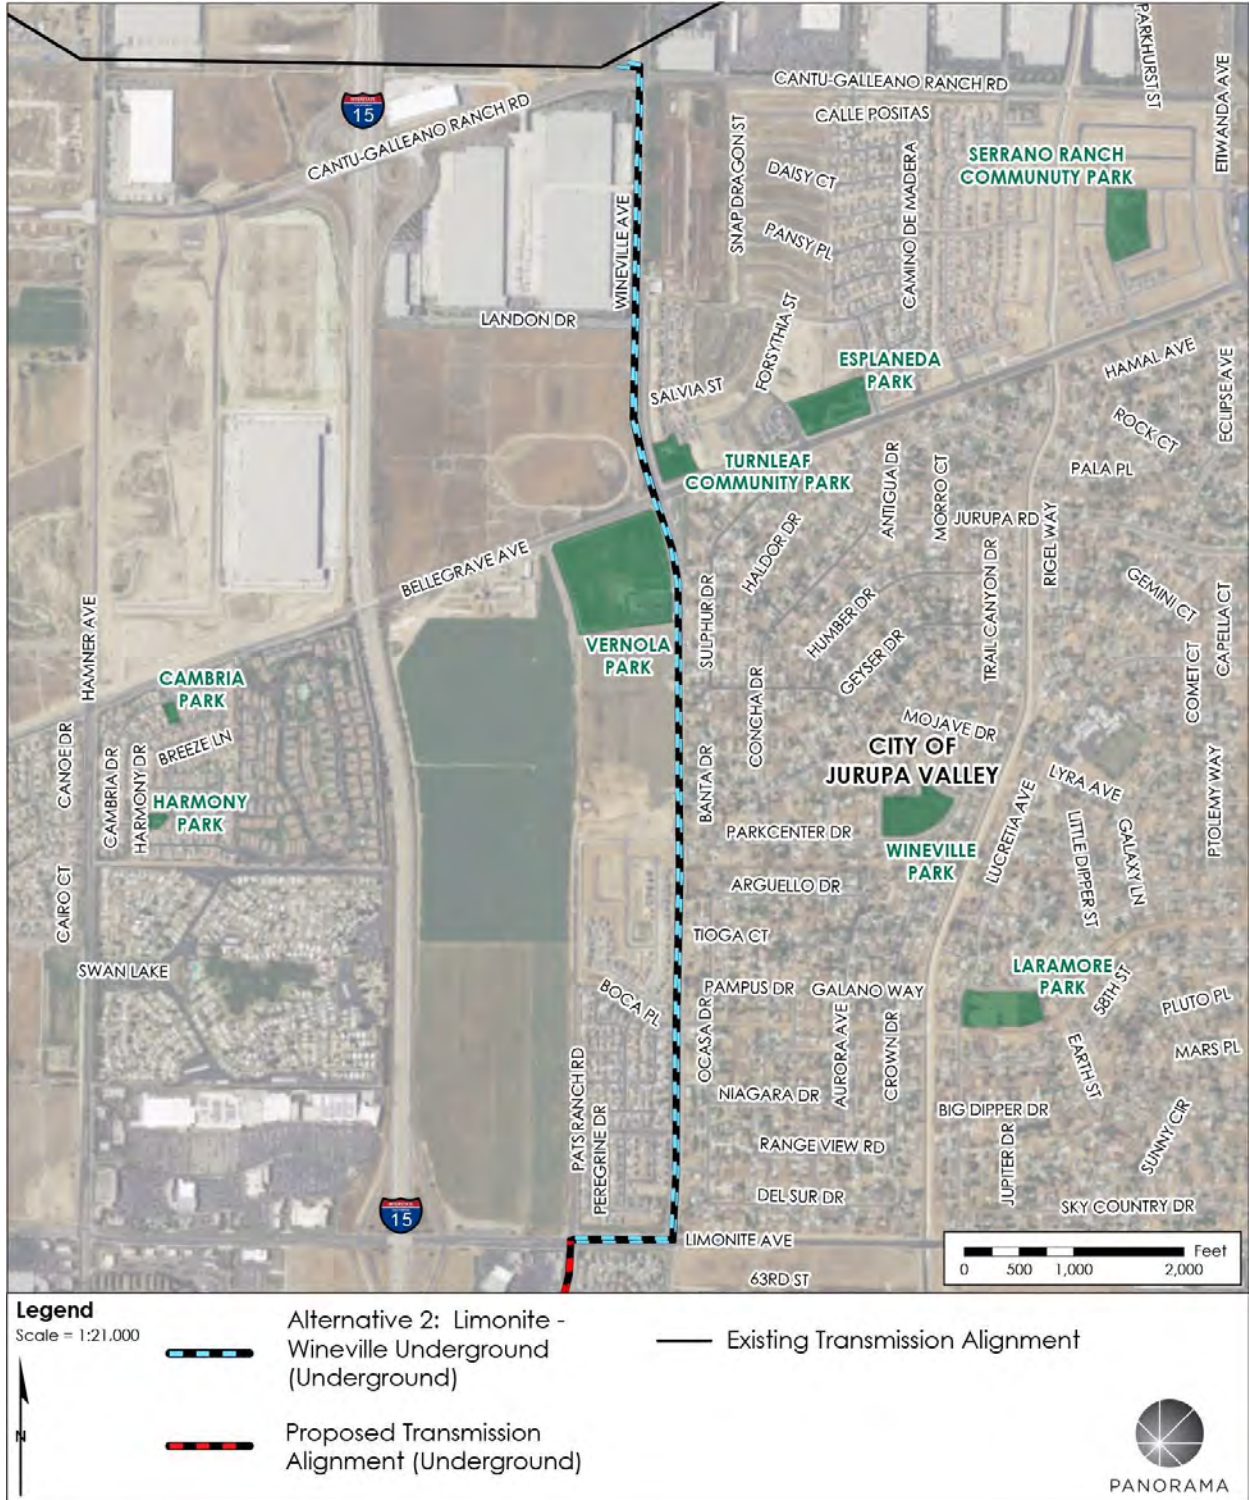 PARKHURST ST
ETIWANDA AVE
CANTU-GALLEANO RANCH RD
INTERSTATE
15
CANTU-GALLEANO RANCH RD
CALLE POSITAS
SNAP DRAGON ST
DAISY CT
CAMINO DE MADERA
SERRANO RANCH
COMMUNUTY PARK
WINEVILLE AVE
PANSY PL
LANDON DR
FORSYTHIA ST
ESPLANEDA
PARK
HAMAL AVE
ECLIPSE AVE
SALVIA ST
ROCK CT
TURNLEAF
COMMUNITY PARK
ANTIGUA DR
MORRO CT
PALA PL
JURUPA RD
HALDOR DR
RIGEL WAY
BELLEGRAVE AVE
TRAIL CANYON DR
GEMINI CT
CAPELLA CT
HAMNER AVE
SULPHUR DR
HUMBER DR
VERNOLA
PARK
GEYSER DR
COMET CT
CAMBRIA
PARK
CONCHA DR
MOJAVE DR
CANOE DR
BREEZE LN
CITY OF
JURUPA VALLEY
CAMBRIA DR
HARMONY DR
HARMONY
PARK
BANTA DR
LYRA AVE
PTOLEMY WAY
PARKCENTER DR
WINEVILLE
PARK
LUCRETIA AVE
LITTLE DIPPER ST
GALAXY LN
CAIRO CT
ARGUELLO DR
TIOGA CT
SWAN LAKE
LARAMORE
PARK
58TH ST
BOCA PL
PAMPUS DR
GALANO WAY
PLUTO PL
OCASA DR
AURORA AVE
CROWN DR
EARTH ST
MARS PL
PATS RANCH RD
PEREGRINE DR
NIAGARA DR
BIG DIPPER DR
SUNNY CIR
RANGE VIEW RD
JUPITER DR
DEL SUR DR
SKY COUNTRY DR
15
LIMONITE AVE
63RD ST
Feet
0 500 1,000 2,000
Legend
Scale = 1:21,000
N
Alternative 2: Limonite -
Wineville Underground
(Underground)
Proposed Transmission
Alignment (Underground)
Existing Transmission Alignment
PANORAMA